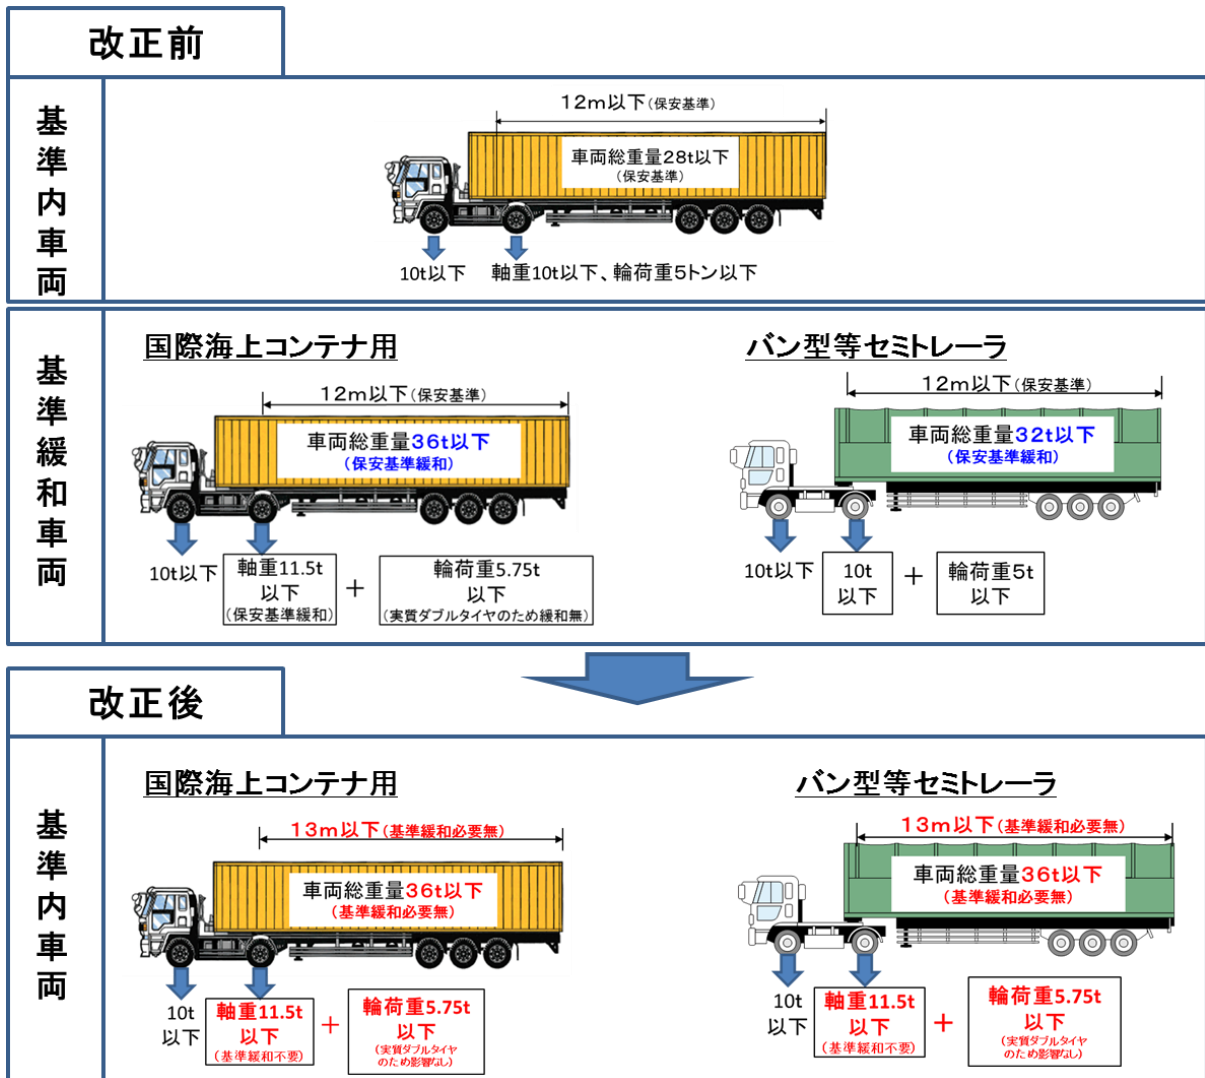 改正前
基準内車両
12m以下(保安基準)
車両総重量28t以下
(保安基準)
10t以下
軸重10t以下、輪荷重5トン以下
基準緩和車両
国際海上コンテナ用
12m以下(保安基準)
車両総重量36t以下
(保安基準緩和)
10t以下
軸重11.5t
以下
(保安基準緩和)
+
輪荷重5.75t
以下
(実質ダブルタイヤのため緩和無)
バン型等セミトレーラ
12m以下(保安基準)
車両総重量32t以下
(保安基準緩和)
10t以下
10t
以下
+
輪荷重5t
以下
改正後
基準内車両
国際海上コンテナ用
13m以下(基準緩和必要無)
車両総重量36t以下
(基準緩和必要無)
10t
以下
軸重11.5t
以下
(基準緩和不要)
+
輪荷重5.75t
以下
(実質ダブルタイヤ
のため影響なし)
バン型等セミトレーラ
13m以下(基準緩和必要無)
車両総重量36t以下
(基準緩和必要無)
10t
以下
軸重11.5t
以下
(基準緩和不要)
+
輪荷重5.75t
以下
(実質ダブルタイヤ
のため影響なし)